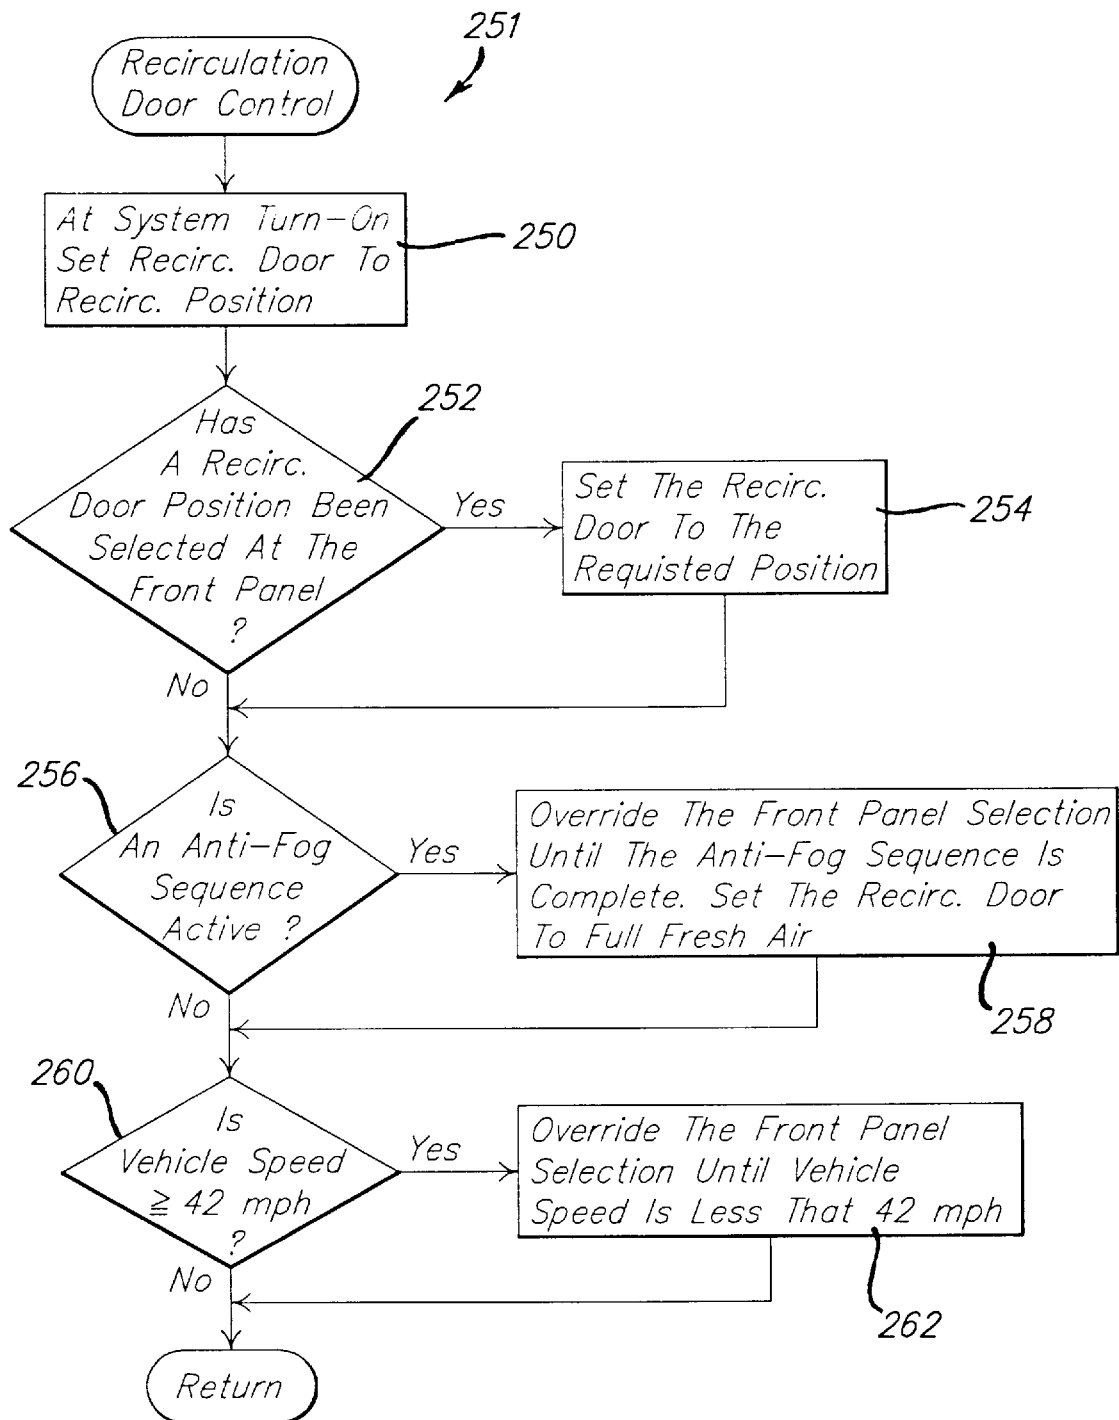 251
Recirculation
Door Control
At System Turn-On
Set Recirc. Door To
Recirc. Position
250
Has
A Recirc.
Door Position Been
Selected At The
Front Panel
?
252
Yes
Set The Recirc.
Door To The
Requisted Position
254
No
256
Is
An Anti-Fog
Sequence
Active ?
Yes
Override The Front Panel Selection
Until The Anti-Fog Sequence Is
Complete. Set The Recirc. Door
To Full Fresh Air
258
No
260
Is
Vehicle Speed
≧ 42 mph
?
Yes
Override The Front Panel
Selection Until Vehicle
Speed Is Less That 42 mph
262
No
Return